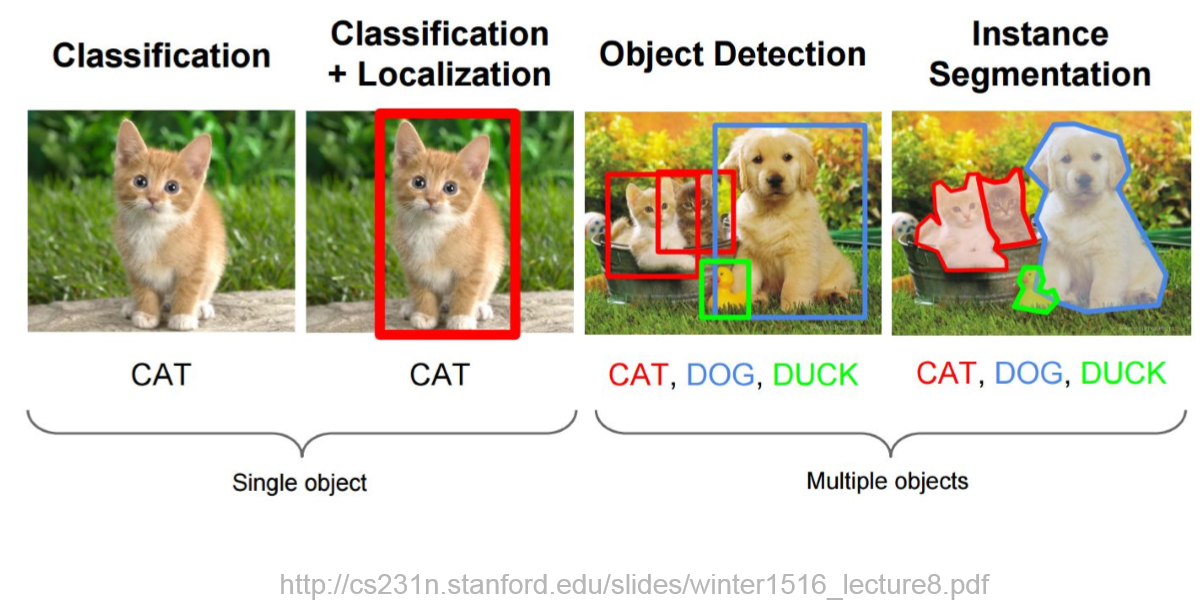 Classification
Classification
+ Localization
Object Detection
Instance
Segmentation
CAT
CAT
CAT, DOG, DUCK
CAT, DOG, DUCK
Single object
Multiple objects
http://cs231n.stanford.edu/slides/winter1516_lecture8.pdf